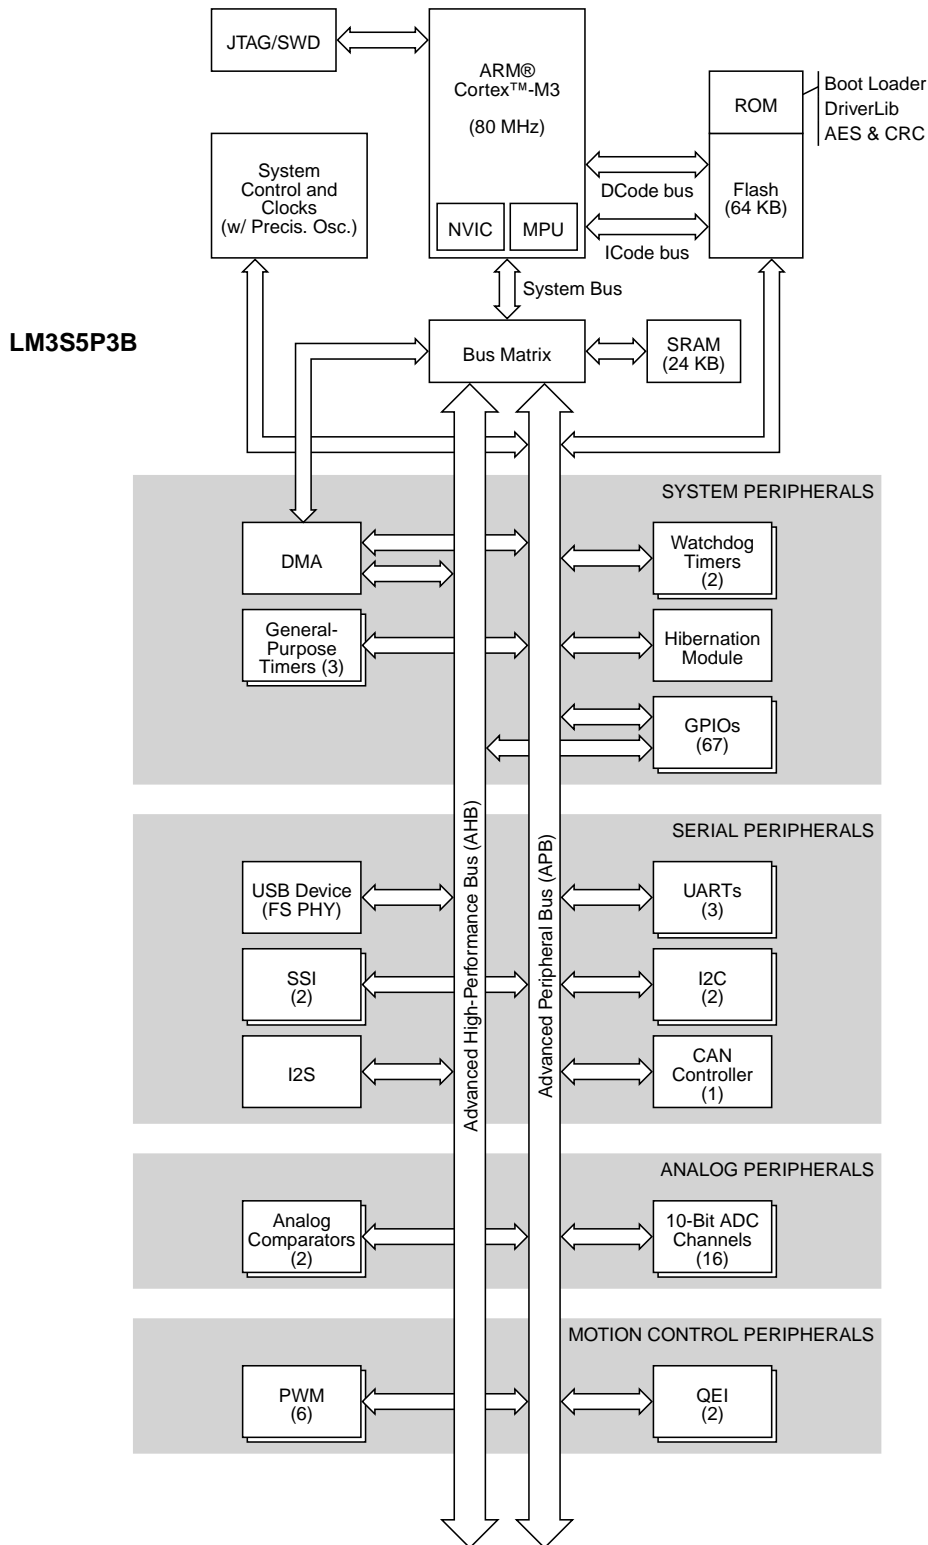 JTAG/SWD
ARM®
Cortex™-M3
(80 MHz)
NVIC
MPU
ROM
Flash
(64 KB)
Boot Loader
DriverLib
AES & CRC
DCode bus
ICode bus
System
Control and
Clocks
(w/ Precis. Osc.)
System Bus
LM3S5P3B
Bus Matrix
SRAM
(24 KB)
SYSTEM PERIPHERALS
DMA
Watchdog
Timers
(2)
General-
Purpose
Timers (3)
Hibernation
Module
GPIOs
(67)
Advanced High-Performance Bus (AHB)
Advanced Peripheral Bus (APB)
SERIAL PERIPHERALS
USB Device
(FS PHY)
UARTs
(3)
SSI
(2)
I2C
(2)
I2S
CAN
Controller
(1)
ANALOG PERIPHERALS
Analog
Comparators
(2)
10-Bit ADC
Channels
(16)
MOTION CONTROL PERIPHERALS
PWM
(6)
QEI
(2)